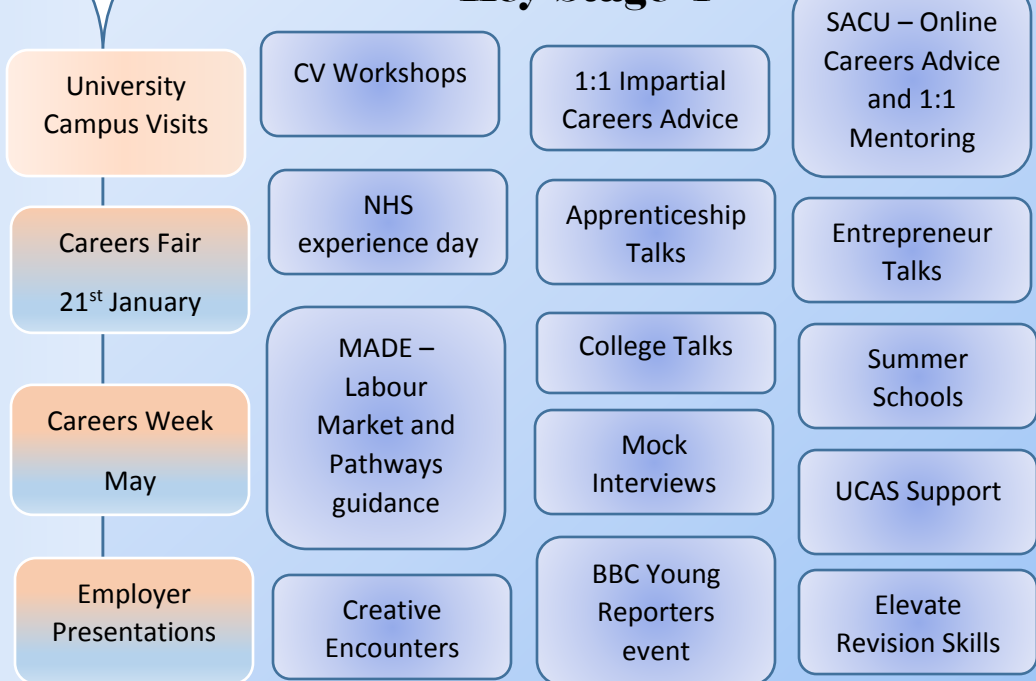 Key Stage
University
Campus Visits
Careers Fair
21st January
Careers Week
May
Employer
Presentations
CV Workshops
NHS
experience day
MADE –
Labour
Market and
Pathways
guidance
Creative
Encounters
1:1 Impartial
Careers Advice
Apprenticeship
Talks
College Talks
Mock
Interviews
BBC Young
Reporters
event
SACU – Online
Careers Advice
and 1:1
Mentoring
Entrepreneur
Talks
Summer
Schools
UCAS Support
Elevate
Revision Skills